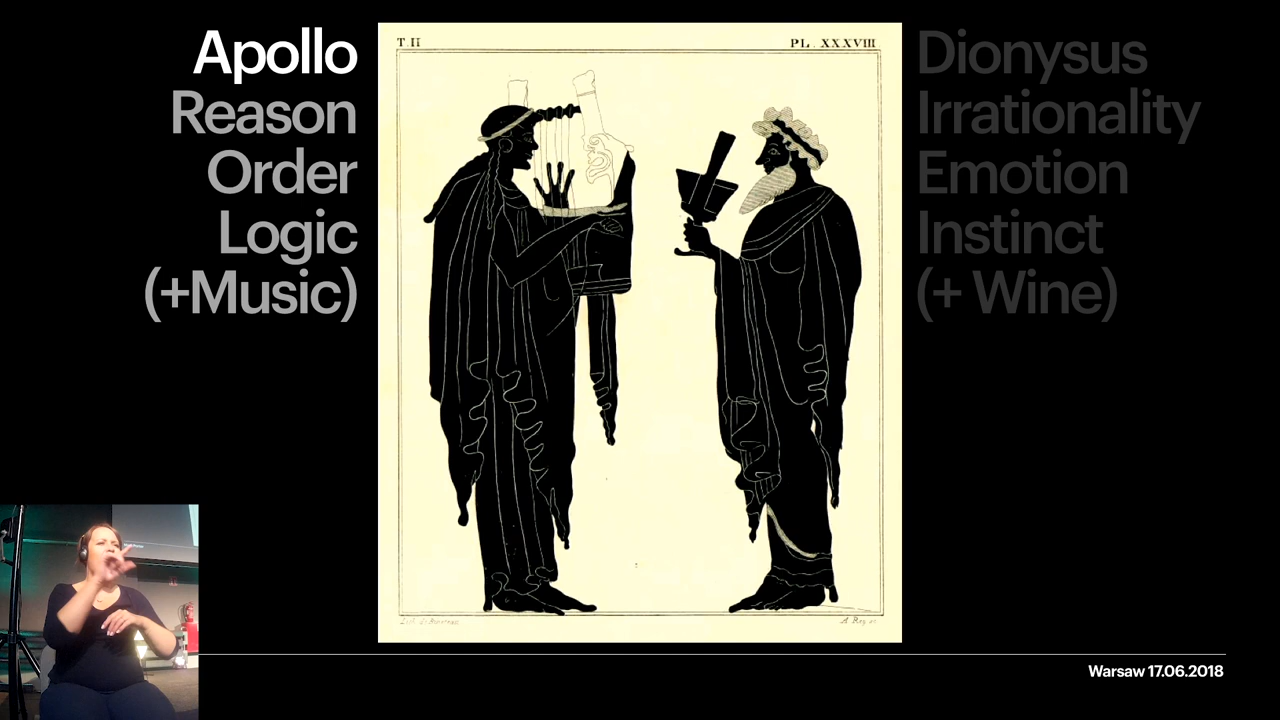 Apollo
Reason
Order
Logic
(+Music)
T. II
PL. XXXVIII
Dionysus
Irrationality
Emotion
Instinct
(+ Wine)
Warsaw 17.06.2018